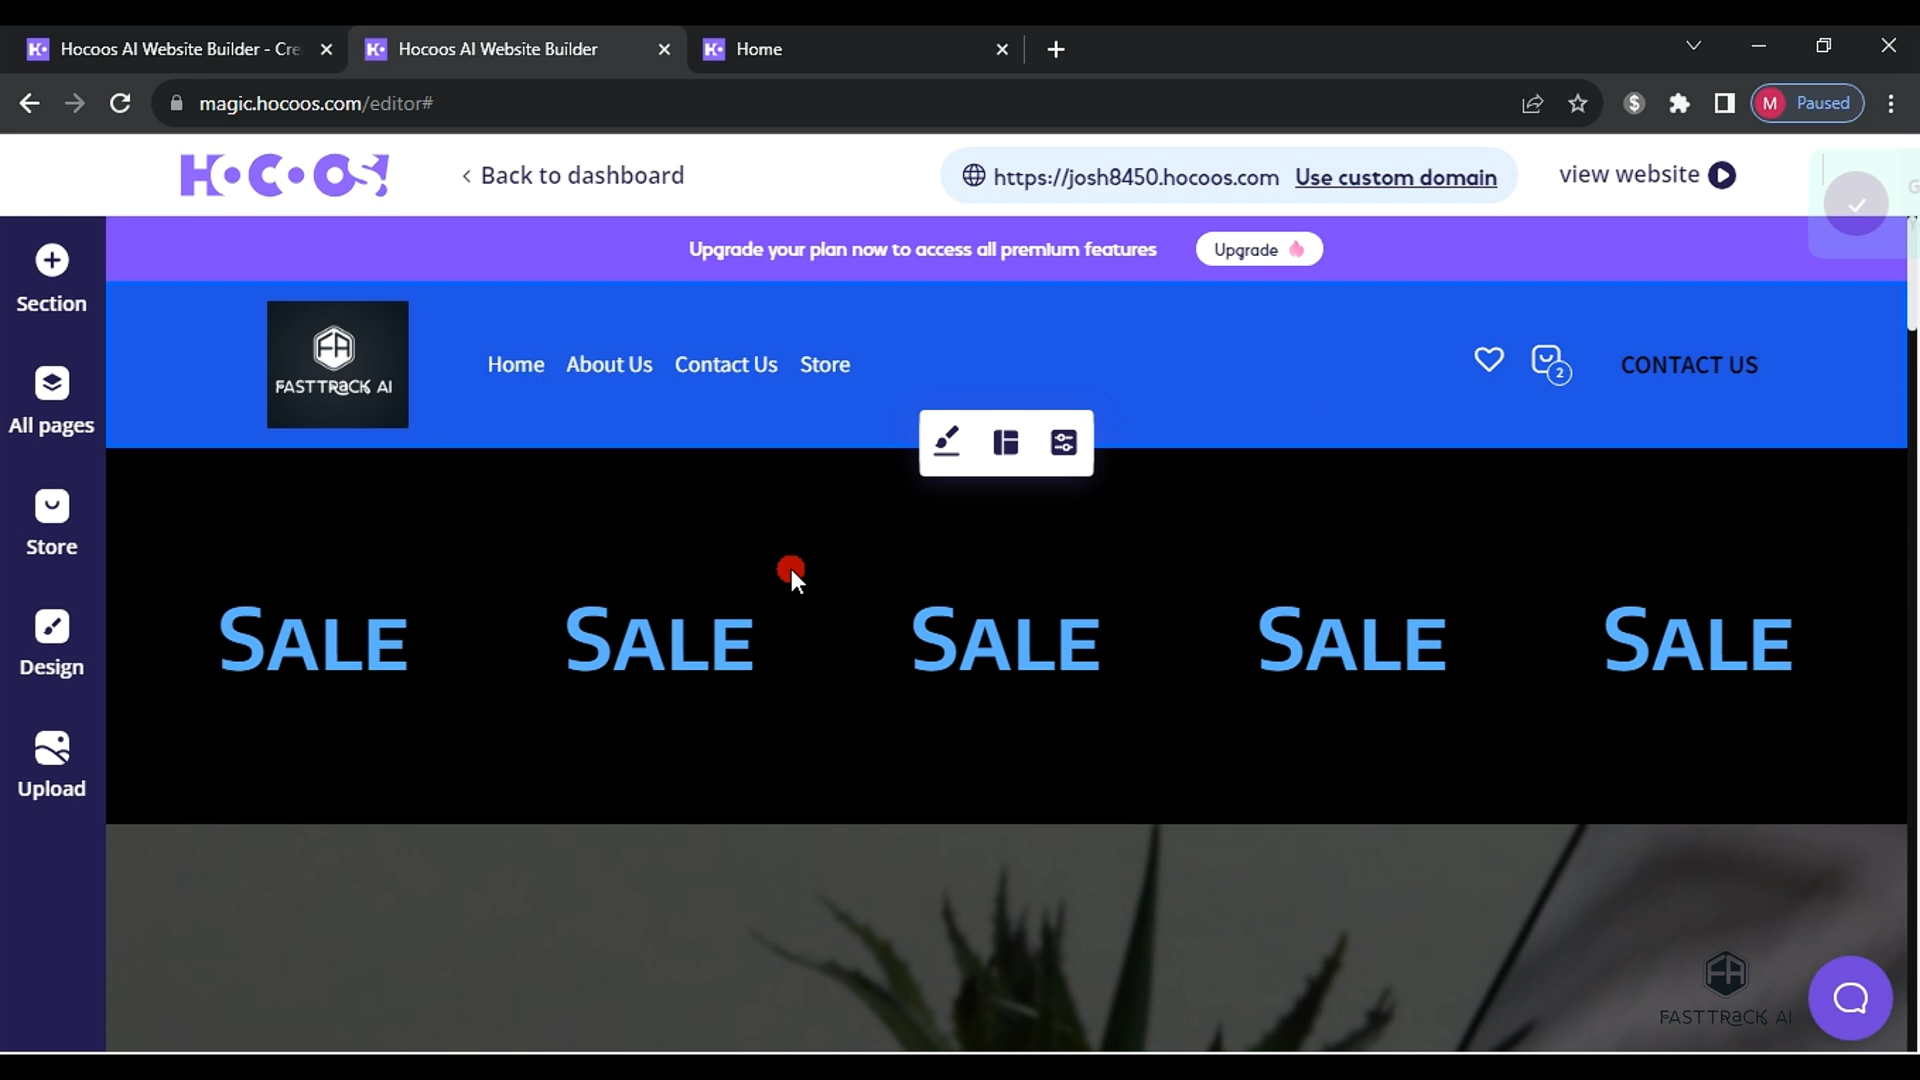 Hocoos AI Website Builder - Cre
Hocoos AI Website Builder
Home
magic.hocoos.com/editor#
M Paused
HOCOOS!
< Back to dashboard
https://josh8450.hocoos.com Use custom domain
view website
Upgrade your plan now to access all premium features
Upgrade
Section
All pages
Store
Design
Upload
FA
FASTTRaCK AI
Home About Us Contact Us Store
2
CONTACT US
SALE SALE SALE SALE SALE
FA
FASTTRaCK AI